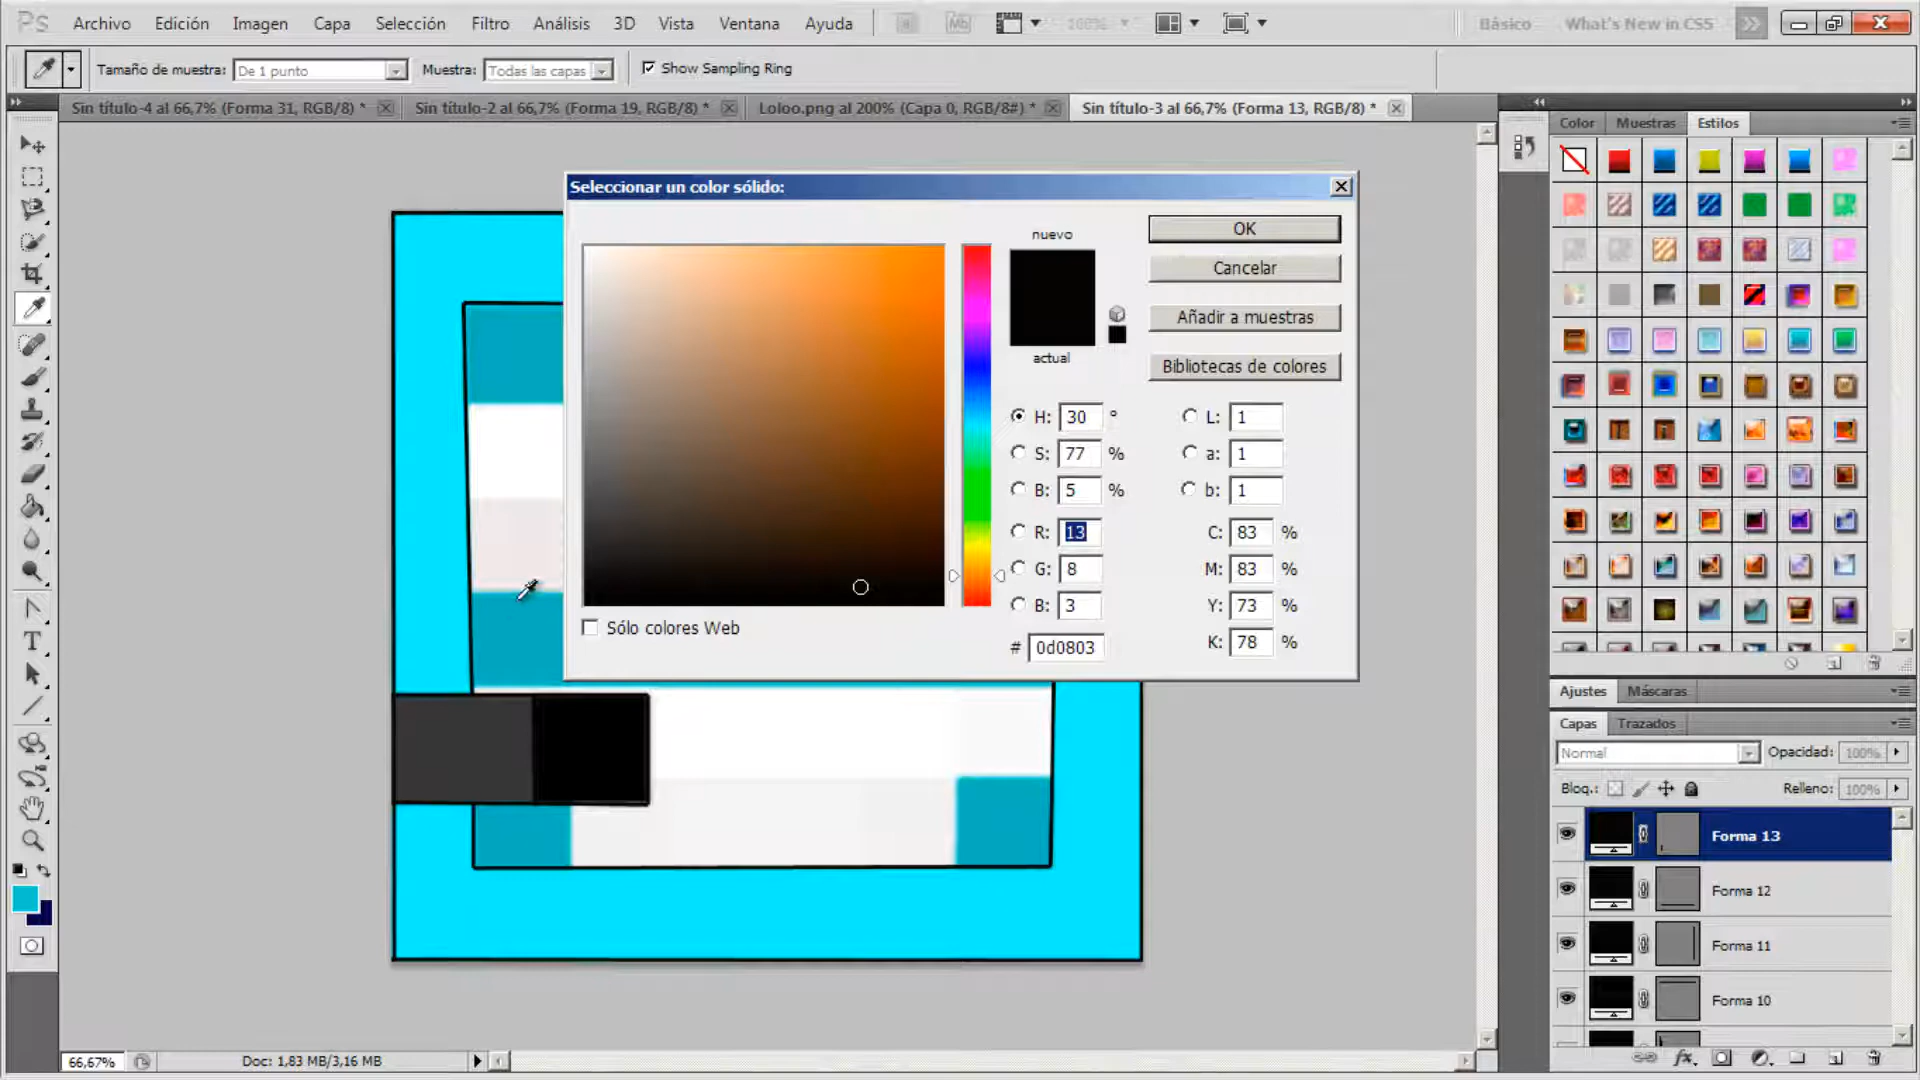 Ps Archivo Edición Imagen Capa Selección Filtro Análisis 3D Vista Ventana Ayuda Br Mb 100% Básico What's New in CS5
Tamaño de muestra: De 1 punto Muestra: Todas las capas Show Sampling Ring
Sin título-4 al 66,7% (Forma 31, RGB/8) * Sin título-2 al 66,7% (Forma 19, RGB/8) * Loloo.png al 200% (Capa 0, RGB/8#) * Sin título-3 al 66,7% (Forma 13, RGB/8) *
Color Muestras Estilos
Seleccionar un color sólido:
nuevo
actual
OK
Cancelar
Añadir a muestras
Bibliotecas de colores
H: 30 ° L: 1
S: 77 % a: 1
B: 5 % b: 1
R: 13 C: 83 %
G: 8 M: 83 %
B: 3 Y: 73 %
# 0d0803 K: 78 %
Sólo colores Web
T
Ajustes Máscaras
Capas Trazados
Normal Opacidad: 100%
Bloq.: Relleno: 100%
Forma 13
Forma 12
Forma 11
Forma 10
fx
66,67% Doc: 1,83 MB/3,16 MB